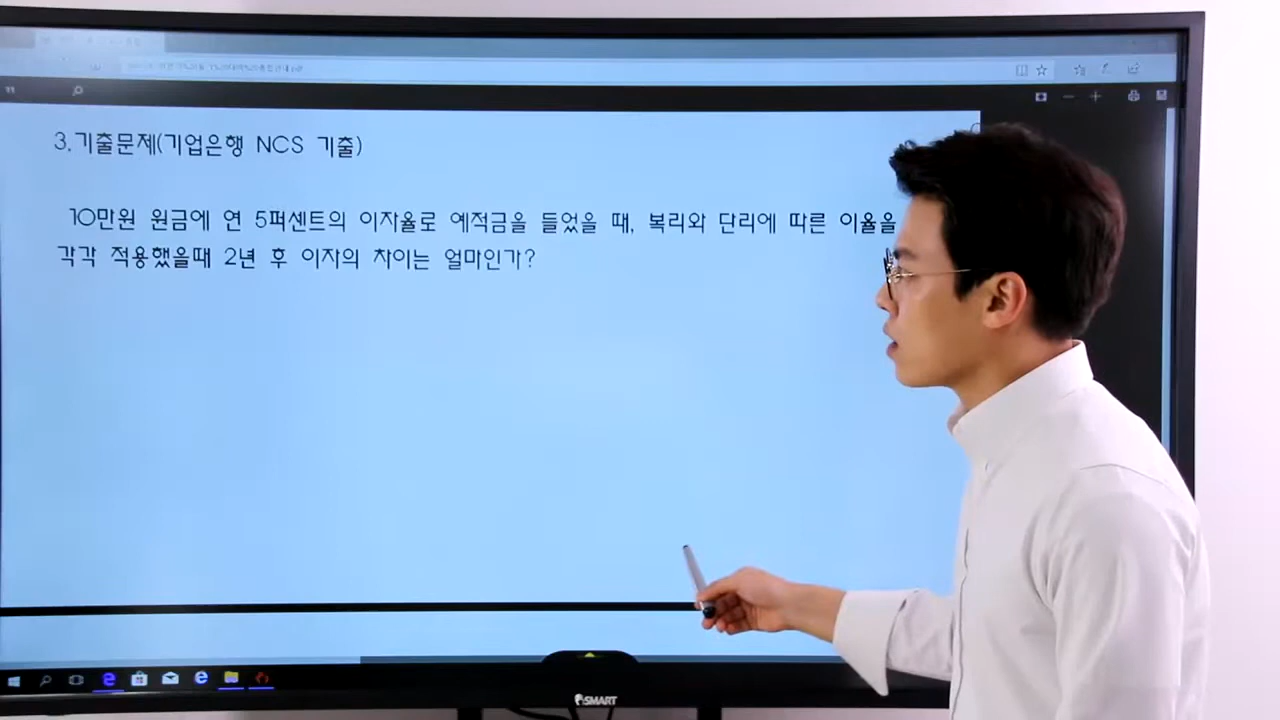 3.기출문제(기업은행 NCS 기출)
10만원 원금에 연 5퍼센트의 이자율로 예적금을 들었을 때, 복리와 단리에 따른 이율을
각각 적용했을때 2년 후 이자의 차이는 얼마인가?
SMART